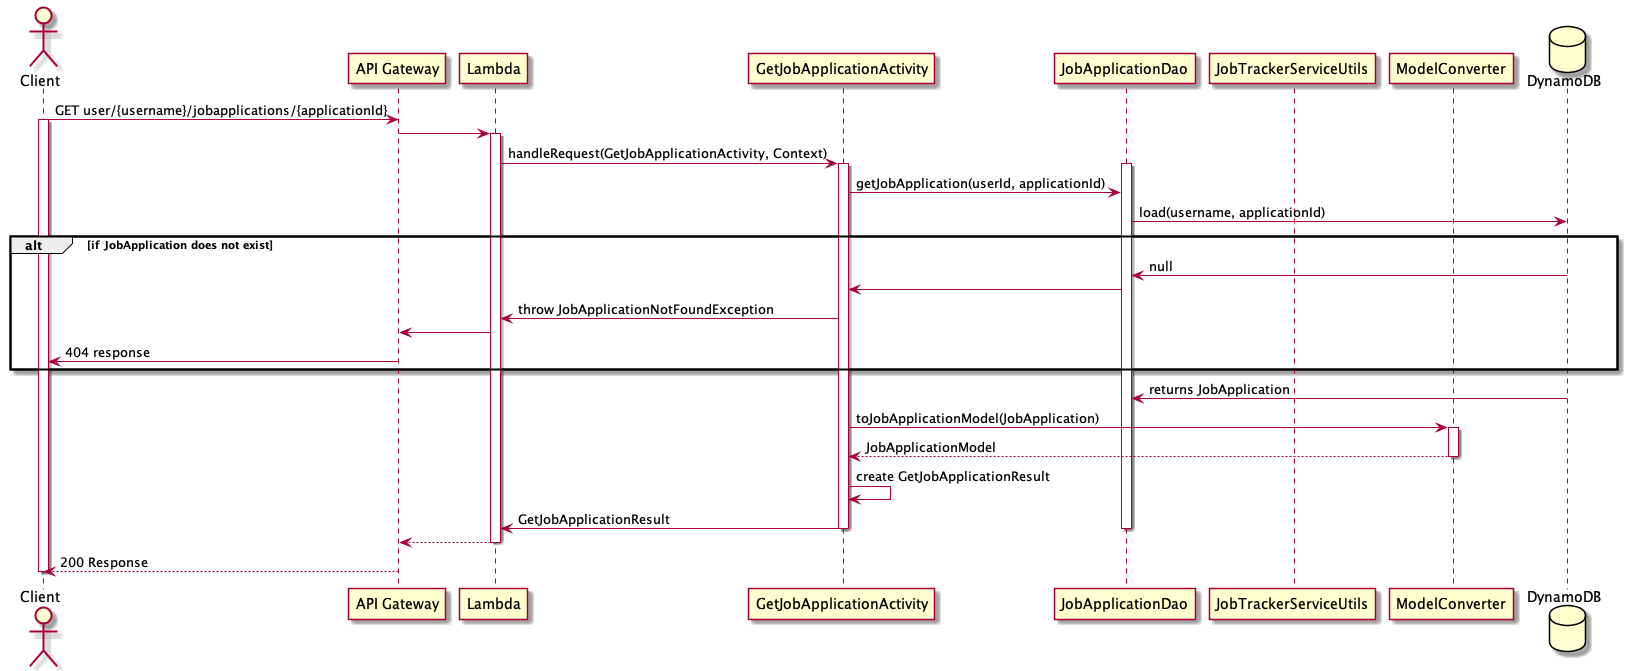 Client
API Gateway
Lambda
GetJobApplicationActivity
JobApplicationDao
JobTrackerServiceUtils
ModelConverter
DynamoDB
GET user/{username}/jobapplications/{applicationId}
handleRequest(GetJobApplicationActivity, Context)
getJobApplication(userId, applicationId)
load(username, applicationId)
alt
[if JobApplication does not exist]
null
throw JobApplicationNotFoundException
404 response
returns JobApplication
toJobApplicationModel(JobApplication)
JobApplicationModel
create GetJobApplicationResult
GetJobApplicationResult
200 Response
Client
API Gateway
Lambda
GetJobApplicationActivity
JobApplicationDao
JobTrackerServiceUtils
ModelConverter
DynamoDB